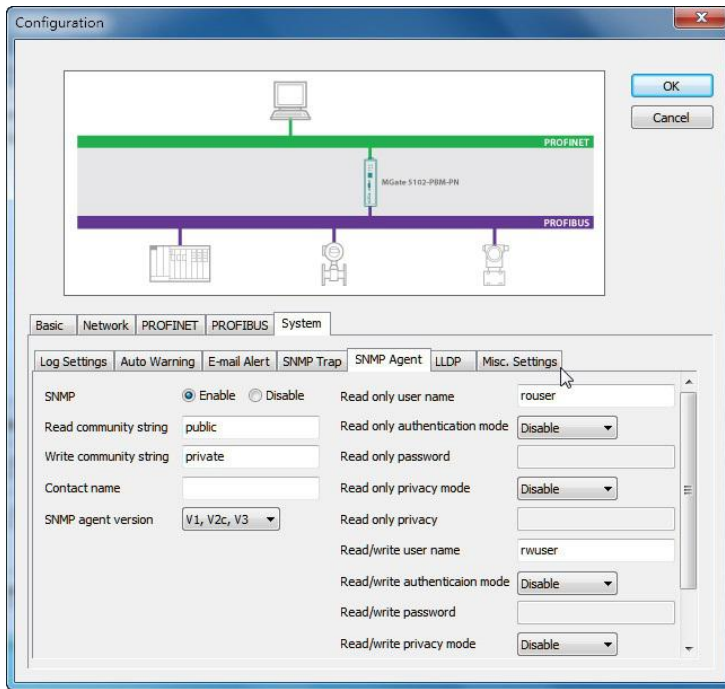 Configuration
OK
Cancel
PROFINET
MGate 5102-PBM-PN
PROFIBUS
Basic Network PROFINET PROFIBUS System
Log Settings Auto Warning E-mail Alert SNMP Trap SNMP Agent LLDP Misc. Settings
SNMP Enable Disable
Read community string public
Write community string private
Contact name
SNMP agent version V1, V2c, V3
Read only user name rouser
Read only authentication mode Disable
Read only password
Read only privacy mode Disable
Read only privacy
Read/write user name rwuser
Read/write authenticaion mode Disable
Read/write password
Read/write privacy mode Disable